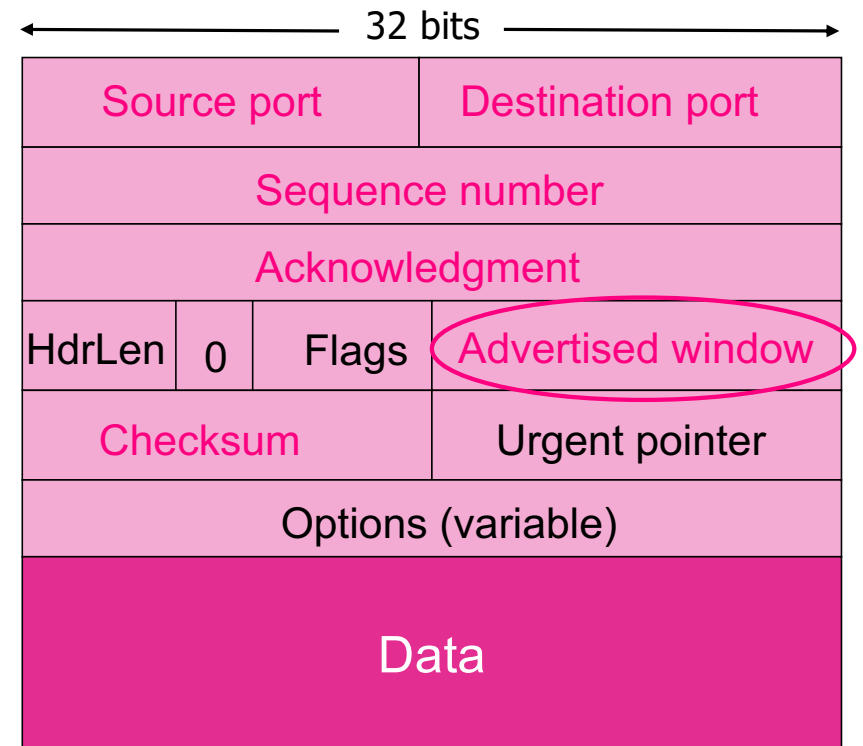 32 bits
Source port Destination port
Sequence number
Acknowledgment
HdrLen 0 Flags Advertised window
Checksum Urgent pointer
Options (variable)
Data